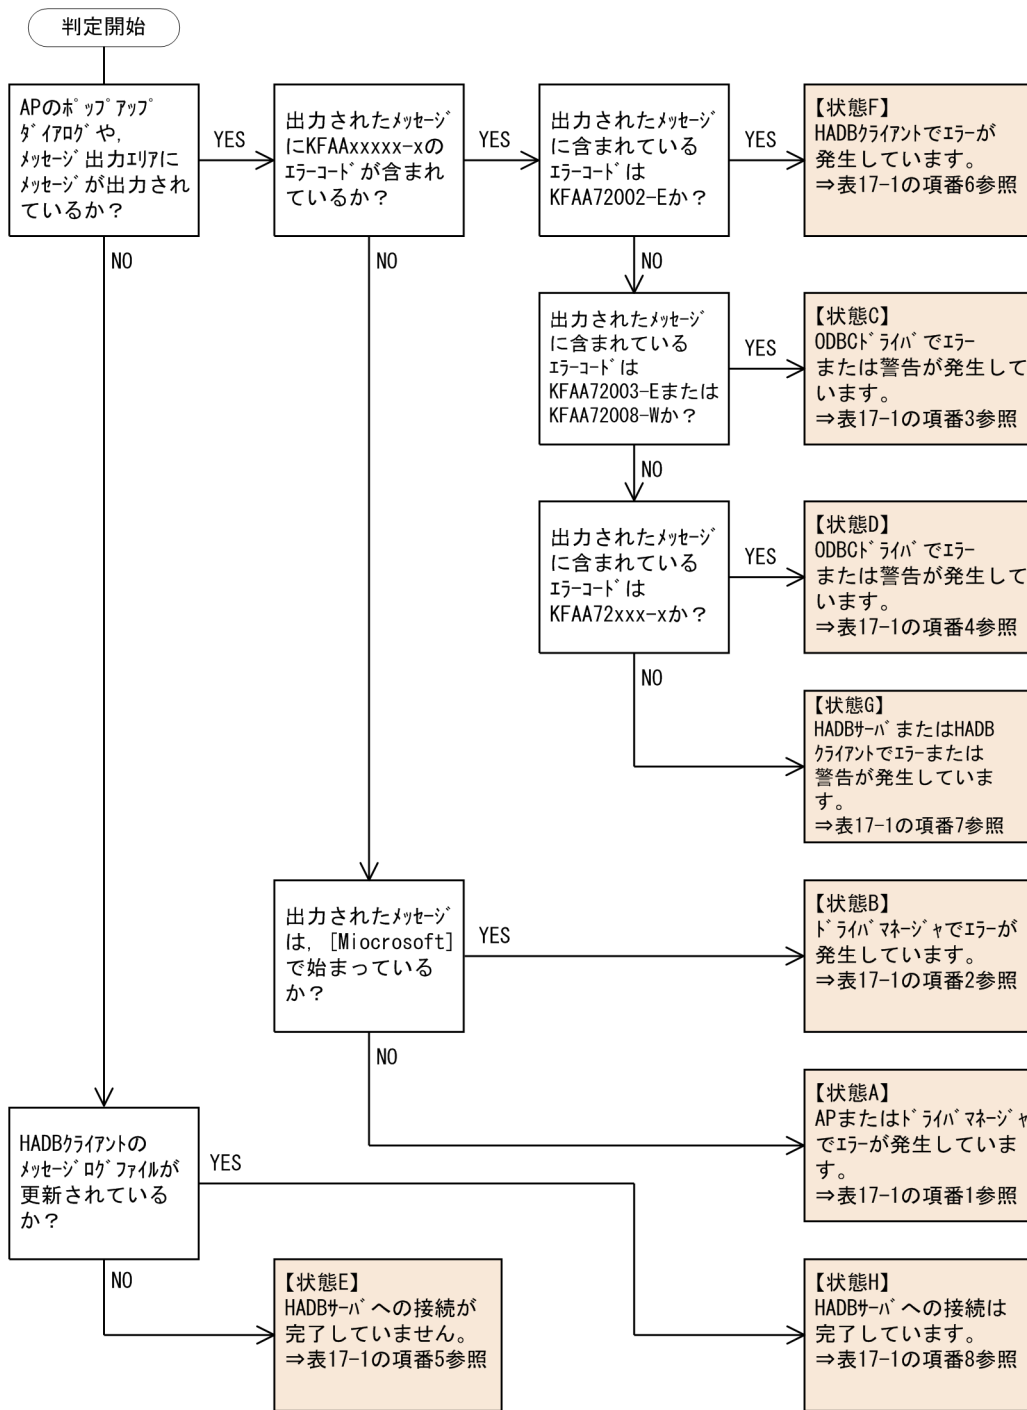 判定開始
APのﾎﾟｯﾌﾟｱｯﾌﾟ
ﾀﾞｲｱﾛｸﾞや,
ﾒｯｾｰｼﾞ出力ｴﾘｱに
ﾒｯｾｰｼﾞが出力され
ているか？
YES
NO
出力されたﾒｯｾｰｼﾞ
にKFAAxxxxx-xの
ｴﾗｰｺｰﾄﾞが含まれ
ているか？
YES
NO
出力されたﾒｯｾｰｼﾞ
に含まれている
ｴﾗｰｺｰﾄﾞは
KFAA72002-Eか？
YES
NO
【状態F】
HADBｸﾗｲｱﾝﾄでｴﾗｰが
発生しています。
⇒表17-1の項番6参照
出力されたﾒｯｾｰｼﾞ
に含まれている
ｴﾗｰｺｰﾄﾞは
KFAA72003-Eまたは
KFAA72008-Wか？
YES
NO
【状態C】
ODBCﾄﾞﾗｲﾊﾞでｴﾗｰ
または警告が発生して
います。
⇒表17-1の項番3参照
出力されたﾒｯｾｰｼﾞ
に含まれている
ｴﾗｰｺｰﾄﾞは
KFAA72xxx-xか？
YES
NO
【状態D】
ODBCﾄﾞﾗｲﾊﾞでｴﾗｰ
または警告が発生して
います。
⇒表17-1の項番4参照
【状態G】
HADBｻｰﾊﾞまたはHADB
ｸﾗｲｱﾝﾄでｴﾗｰまたは
警告が発生していま
す。
⇒表17-1の項番7参照
出力されたﾒｯｾｰｼﾞ
は，[Miocrosoft]
で始まっている
か？
YES
NO
【状態B】
ﾄﾞﾗｲﾊﾞﾏﾈｰｼﾞｬでｴﾗｰが
発生しています。
⇒表17-1の項番2参照
【状態A】
APまたはﾄﾞﾗｲﾊﾞﾏﾈｰｼﾞｬ
でｴﾗｰが発生していま
す。
⇒表17-1の項番1参照
HADBｸﾗｲｱﾝﾄの
ﾒｯｾｰｼﾞﾛｸﾞﾌｧｲﾙが
更新されている
か？
YES
NO
【状態E】
HADBｻｰﾊﾞへの接続が
完了していません。
⇒表17-1の項番5参照
【状態H】
HADBｻｰﾊﾞへの接続は
完了しています。
⇒表17-1の項番8参照